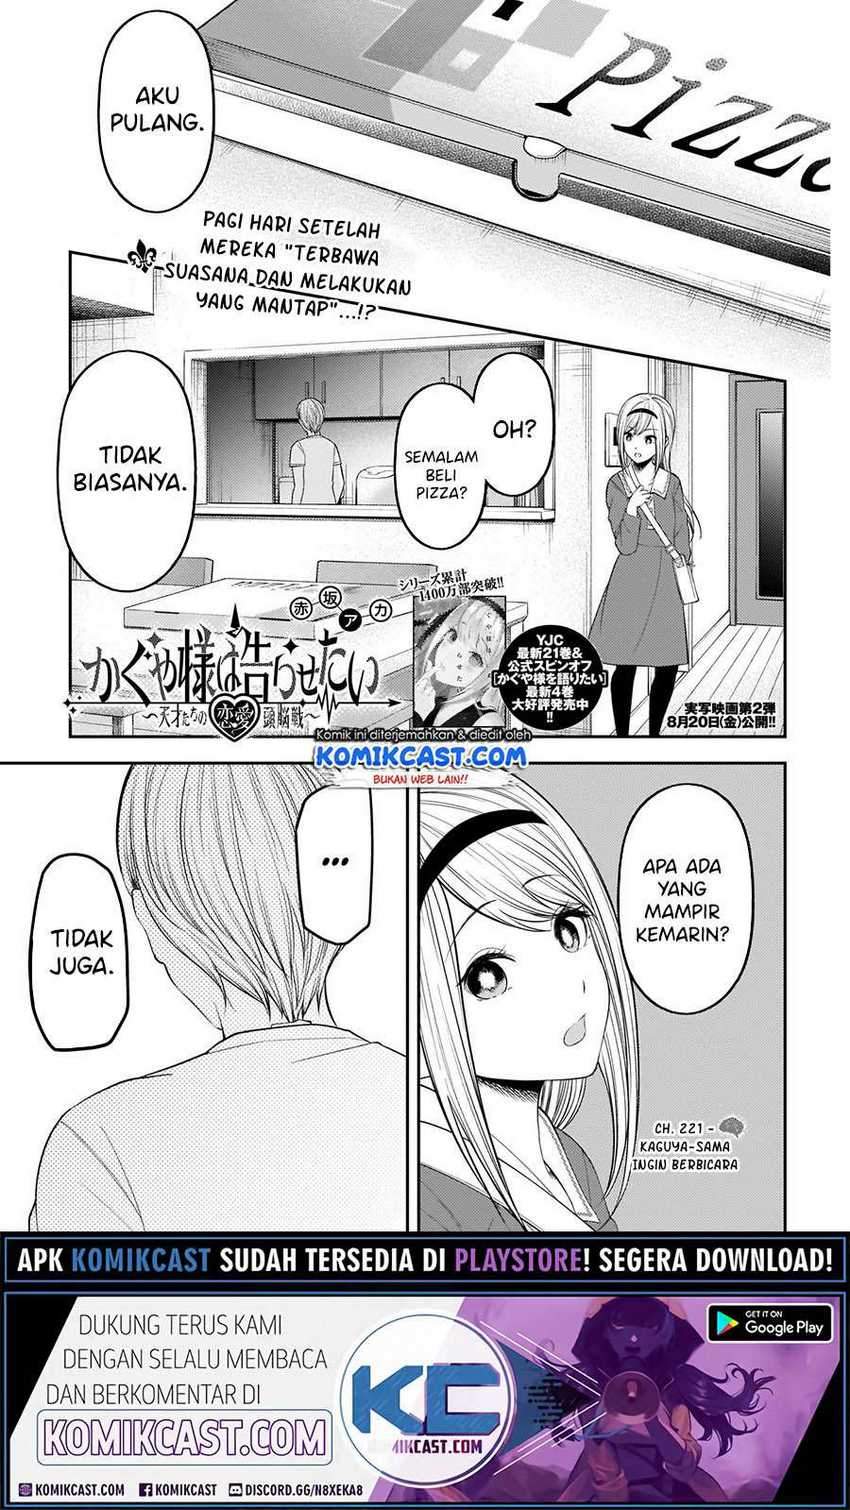 Pizza
AKU
PULANG.
PAGI HARI SETELAH
MEREKA "TERBAWA
SUASANA DAN MELAKUKAN
YANG MANTAP"...!?
OH?
SEMALAM
BELI
PIZZA?
TIDAK
BIASANYA.
赤坂アカ
かぐや様は告らせたい
～天才たちの恋愛頭脳戦～
シリーズ累計
1400万部突破!!
YJC
最新21巻&
公式スピンオフ
[かぐや様を語りたい]
最新4巻
大好評発売中
!!
実写映画第2弾
8月20日(金)公開!!
Komik ini diterjemahkan & diedit oleh
KOMIKCAST.COM
BUKAN WEB LAIN!!
APA ADA
YANG
MAMPIR
KEMARIN?
...
TIDAK
JUGA.
CH. 221 -
KAGUYA-SAMA
INGIN BERBICARA
APK KOMIKCAST SUDAH TERSEDIA DI PLAYSTORE! SEGERA DOWNLOAD!
DUKUNG TERUS KAMI
DENGAN SELALU MEMBACA
DAN BERKOMENTAR DI
KOMIKCAST.COM
KOMIKCAST.COM KOMIKCAST DISCORD.GG/N8XEKA8
KC
MIKCAST.COM
GET IT ON
Google Play